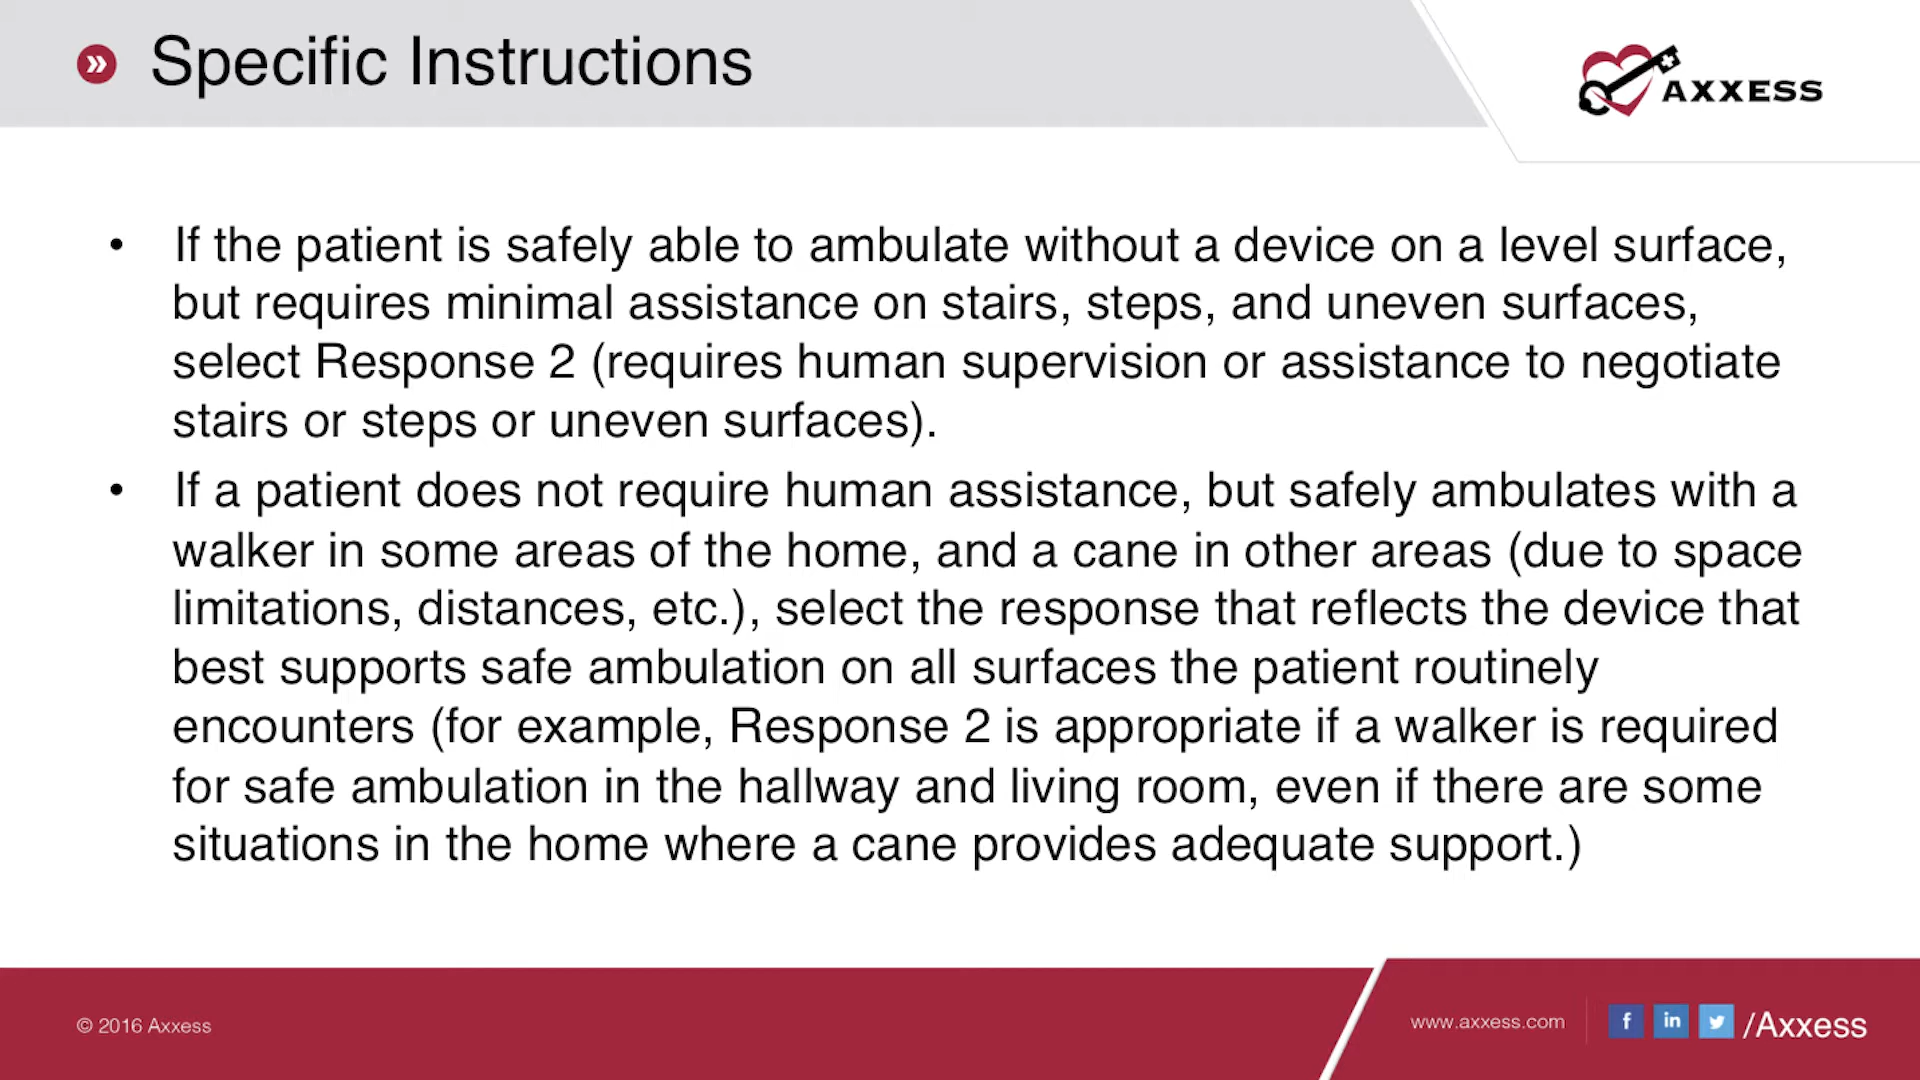 » Specific Instructions
AXXESS
• If the patient is safely able to ambulate without a device on a level surface,
but requires minimal assistance on stairs, steps, and uneven surfaces,
select Response 2 (requires human supervision or assistance to negotiate
stairs or steps or uneven surfaces).
• If a patient does not require human assistance, but safely ambulates with a
walker in some areas of the home, and a cane in other areas (due to space
limitations, distances, etc.), select the response that reflects the device that
best supports safe ambulation on all surfaces the patient routinely
encounters (for example, Response 2 is appropriate if a walker is required
for safe ambulation in the hallway and living room, even if there are some
situations in the home where a cane provides adequate support.)
© 2016 Axxess
www.axxess.com
f in /Axxess